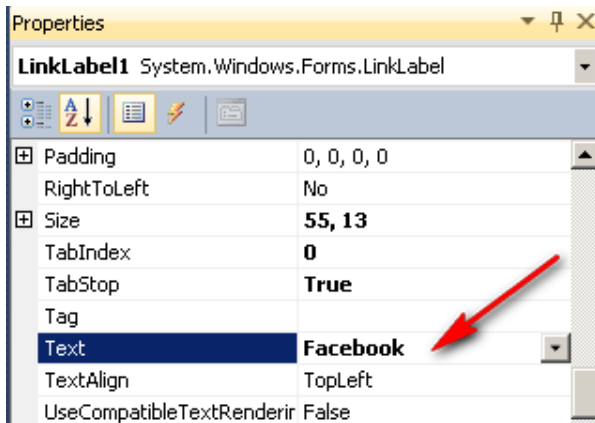 Properties
LinkLabel1 System.Windows.Forms.LinkLabel
Padding 0, 0, 0, 0
RightToLeft No
Size 55, 13
TabIndex 0
TabStop True
Tag
Text Facebook
TextAlign TopLeft
UseCompatibleTextRenderir False